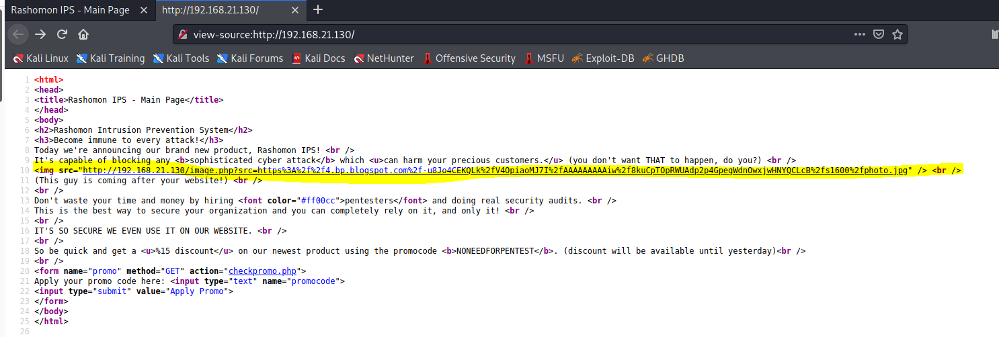 Rashomon IPS - Main Page
http://192.168.21.130/
view-source:http://192.168.21.130/
Kali Linux Kali Training Kali Tools Kali Forums Kali Docs NetHunter Offensive Security MSFU Exploit-DB GHDB
1 <html>
2 <head>
3 <title>Rashomon IPS - Main Page</title>
4 </head>
5 <body>
6 <h2>Rashomon Intrusion Prevention System</h2>
7 <h3>Become immune to every attack!</h3>
8 Today we're announcing our brand new product, Rashomon IPS! <br />
9 It's capable of blocking any <b>sophisticated cyber attack</b> which <u>can harm your precious customers.</u> (you don't want THAT to happen, do you?) <br />
10 <img src="http://192.168.21.130/image.php?src=https%3A%2f%2f4.bp.blogspot.com%2f-u8Jo4CEKQLk%2fV4OpiaoMJ7I%2fAAAAAAAAAiw%2f8kuCpTOpRWUAdp2p4GpegWdnOwxjwHNYQCLcB%2fs1600%2fphoto.jpg" /> <br />
11 (This guy is coming after your website!) <br />
12 <br />
13 Don't waste your time and money by hiring <font color="#ff00cc">pentesters</font> and doing real security audits. <br />
14 This is the best way to secure your organization and you can completely rely on it, and only it! <br />
15 <br />
16 IT'S SO SECURE WE EVEN USE IT ON OUR WEBSITE. <br />
17 <br />
18 So be quick and get a <u>%15 discount</u> on our newest product using the promocode <b>NONEEDFORPENTEST</b>. (discount will be available until yesterday)<br />
19 <br />
20 <form name="promo" method="GET" action="checkpromo.php">
21 Apply your promo code here: <input type="text" name="promocode">
22 <input type="submit" value="Apply Promo">
23 </form>
24 </body>
25 </html>
26